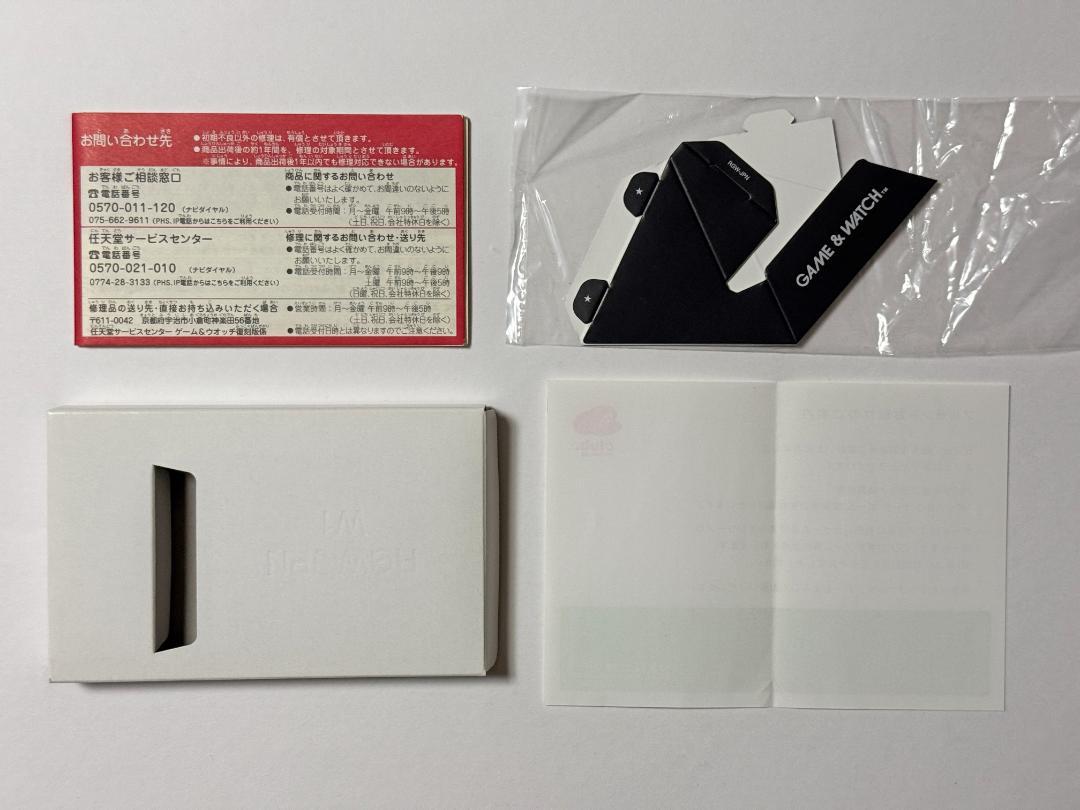 お問い合わせ先
●初期不良以外の修理は、有償とさせて頂きます。
●商品出荷後の約1年間を、修理の対象期間とさせて頂きます。
※事情により、商品出荷後1年以内でも修理対応できない場合があります。
お客様ご相談窓口
☎電話番号
0570-011-120 (ナビダイヤル)
075-662-9611 (PHS、IP電話からはこちらをご利用ください)
商品に関するお問い合わせ
●電話番号はよく確かめて、お間違いのないように
お願いいたします。
●電話受付時間:月〜金曜 午前9時〜午後5時
(土日、祝日、会社特休日を除く)
任天堂サービスセンター
☎電話番号
0570-021-010 (ナビダイヤル)
0774-28-3133 (PHS、IP電話からはこちらをご利用ください)
修理に関するお問い合わせ・送り先
●電話番号はよく確かめて、お間違いのないように
お願いいたします。
●電話受付時間:月〜土曜 午前9時〜午後9時
金曜 午前9時〜午後5時
(日曜、祝日、会社特休日を除く)
修理品の送り先・直接お持ち込みいただく場合
〒611-0042 京都府宇治市小倉町神楽田56番地
任天堂サービスセンター ゲーム&ウオッチ復刻版係
●営業時間:月〜金曜 午前9時〜午後5時
(土日、祝日、会社特休日を除く)
●電話受付日時とは異なりますのでご注意ください。
RGW-JPN
GAME & WATCH™